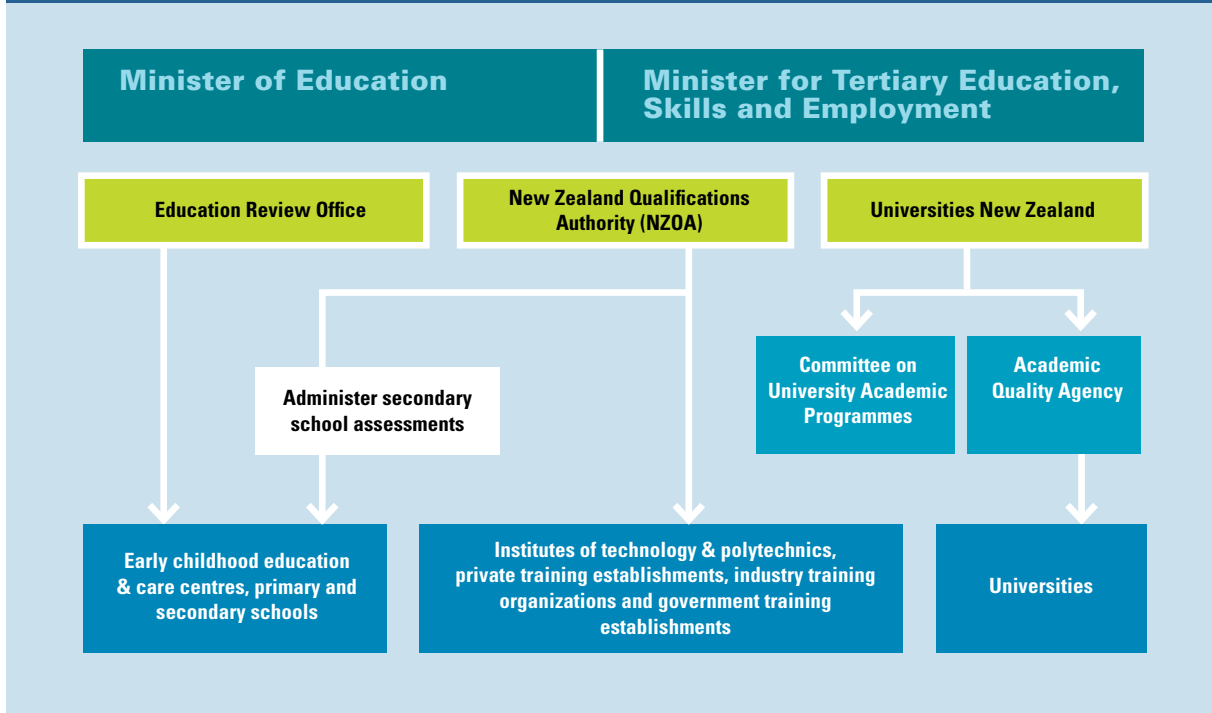 Minister of Education
Minister for Tertiary Education,
Skills and Employment
Education Review Office
New Zealand Qualifications
Authority (NZOA)
Universities New Zealand
Committee on
University Academic
Programmes
Academic
Quality Agency
Administer secondary
school assessments
Early childhood education
& care centres, primary and
secondary schools
Institutes of technology & polytechnics,
private training establishments, industry training
organizations and government training
establishments
Universities